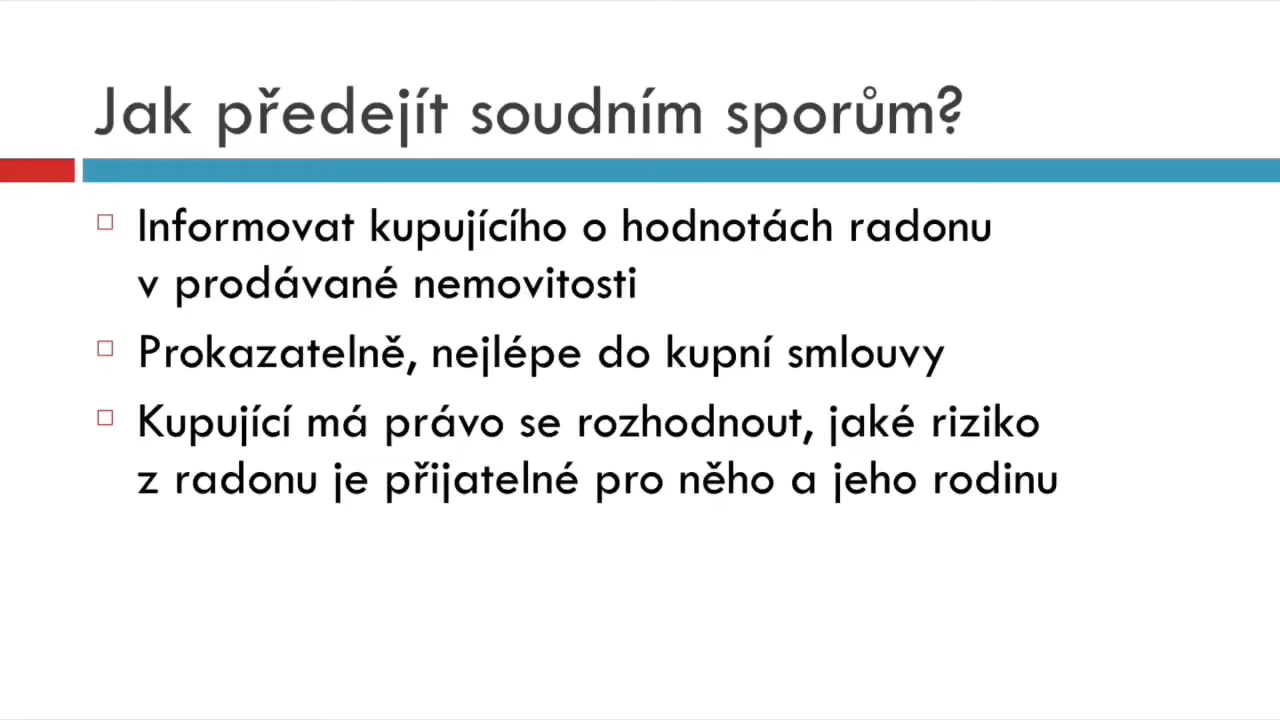 Jak předejít soudním sporům?
Informovat kupujícího o hodnotách radonu
v prodávané nemovitosti
Prokazatelně, nejlépe do kupní smlouvy
Kupující má právo se rozhodnout, jaké riziko
z radonu je přijatelné pro něho a jeho rodinu